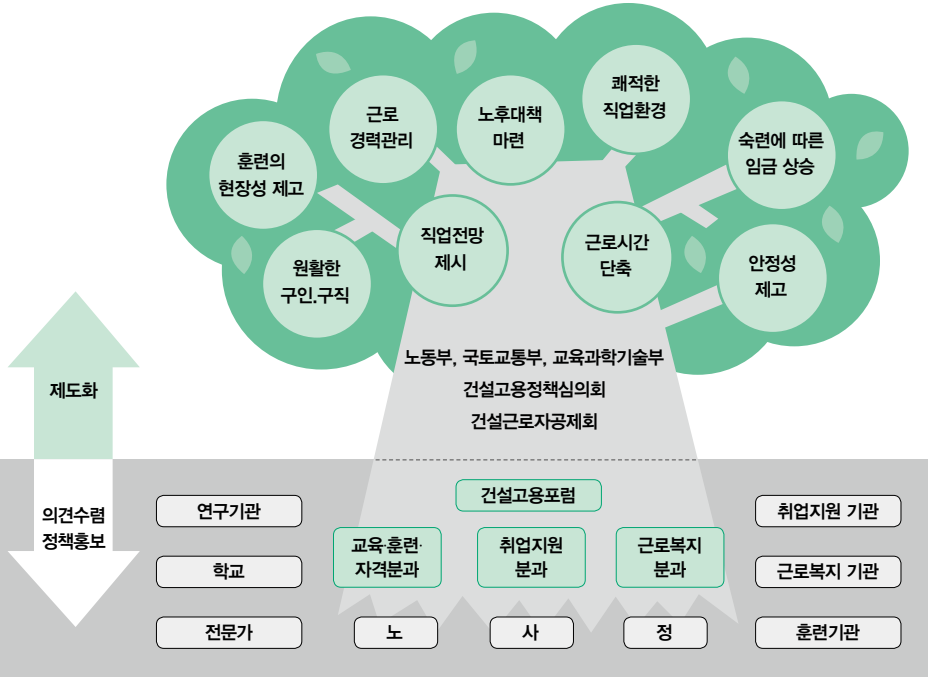 쾌적한
직업환경
근로
경력관리
노후대책
마련
숙련에 따른
임금 상승
훈련의
현장성 제고
직업전망
제시
근로시간
단축
원활한
구인.구직
안정성
제고
노동부, 국토교통부, 교육과학기술부
건설고용정책심의회
건설근로자공제회
제도화
의견수렴
정책홍보
건설고용포럼
연구기관
취업지원 기관
교육·훈련·
자격분과
취업지원
분과
근로복지
분과
학교
근로복지 기관
전문가
노
사
정
훈련기관